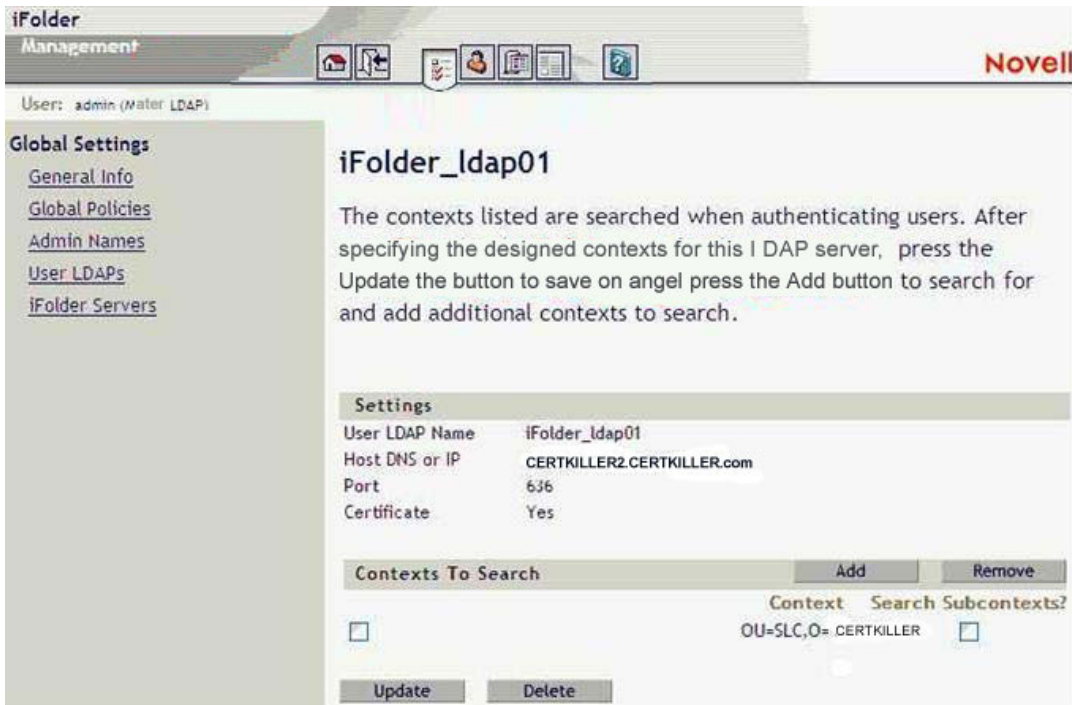 iFolder
Management
Novell
User: admin (Mater LDAP)
Global Settings
General Info
Global Policies
Admin Names
User LDAPs
iFolder Servers
iFolder_ldap01
The contexts listed are searched when authenticating users. After
specifying the designed contexts for this I DAP server, press the
Update the button to save on angel press the Add button to search for
and add additional contexts to search.
Settings
User LDAP Name iFolder_ldap01
Host DNS or IP CERTKILLER2.CERTKILLER.com
Port 636
Certificate Yes
Contexts To Search Add Remove
Context Search Subcontexts?
OU=SLC,O= CERTKILLER
Update Delete